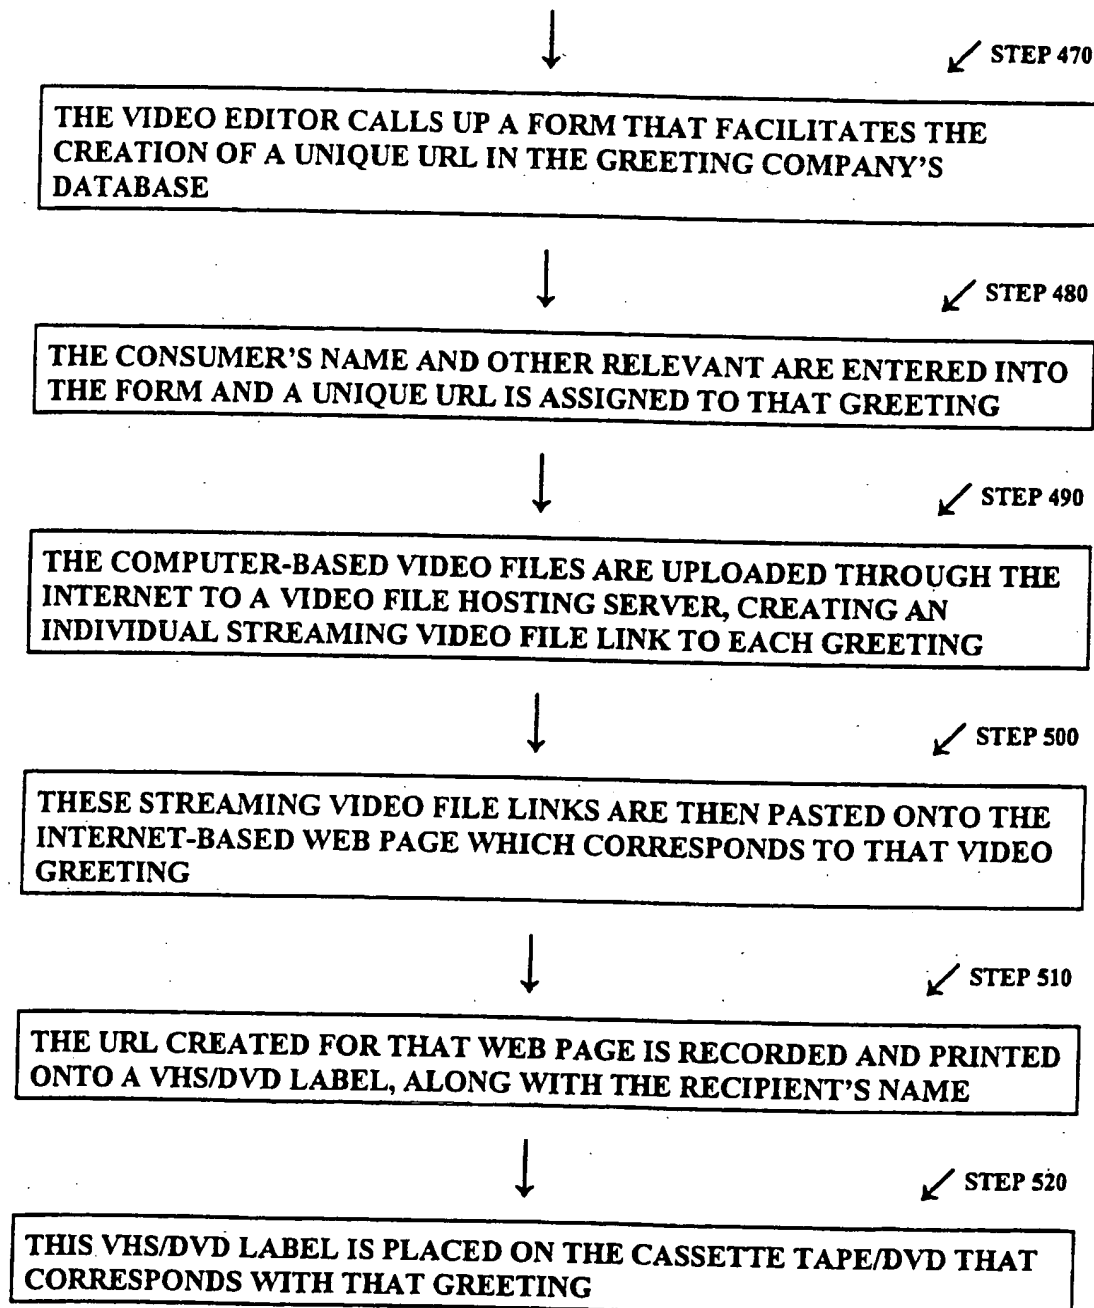 STEP 470
THE VIDEO EDITOR CALLS UP A FORM THAT FACILITATES THE
CREATION OF A UNIQUE URL IN THE GREETING COMPANY'S
DATABASE
STEP 480
THE CONSUMER'S NAME AND OTHER RELEVANT ARE ENTERED INTO
THE FORM AND A UNIQUE URL IS ASSIGNED TO THAT GREETING
STEP 490
THE COMPUTER-BASED VIDEO FILES ARE UPLOADED THROUGH THE
INTERNET TO A VIDEO FILE HOSTING SERVER, CREATING AN
INDIVIDUAL STREAMING VIDEO FILE LINK TO EACH GREETING
STEP 500
THESE STREAMING VIDEO FILE LINKS ARE THEN PASTED ONTO THE
INTERNET-BASED WEB PAGE WHICH CORRESPONDS TO THAT VIDEO
GREETING
STEP 510
THE URL CREATED FOR THAT WEB PAGE IS RECORDED AND PRINTED
ONTO A VHS/DVD LABEL, ALONG WITH THE RECIPIENT'S NAME
STEP 520
THIS VHS/DVD LABEL IS PLACED ON THE CASSETTE TAPE/DVD THAT
CORRESPONDS WITH THAT GREETING